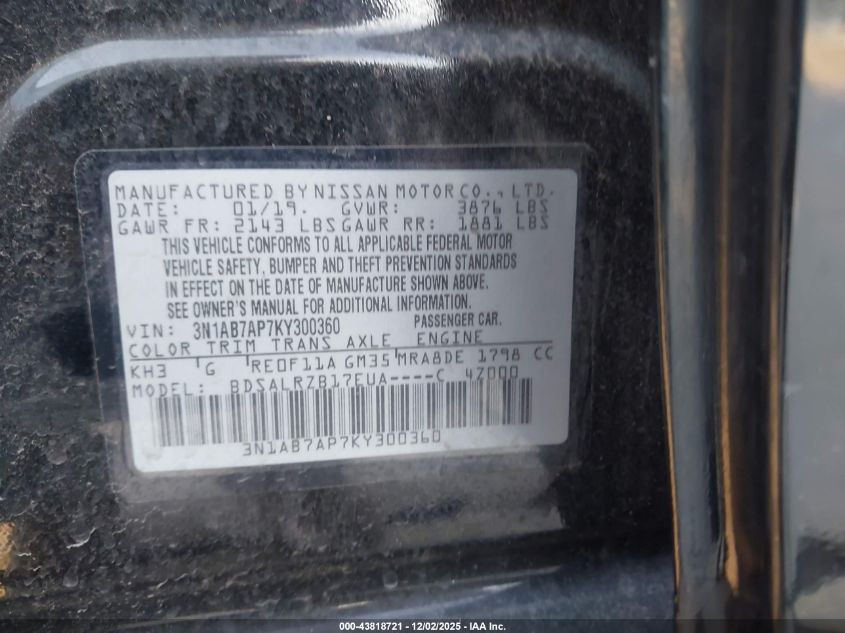 MANUFACTURED BY NISSAN MOTOR CO., LTD.
DATE: 01/19. GVWR: 3876 LBS
GAWR FR: 2143 LBS GAWR RR: 1881 LBS
THIS VEHICLE CONFORMS TO ALL APPLICABLE FEDERAL MOTOR
VEHICLE SAFETY, BUMPER AND THEFT PREVENTION STANDARDS
IN EFFECT ON THE DATE OF MANUFACTURE SHOWN ABOVE.
SEE OWNER'S MANUAL FOR ADDITIONAL INFORMATION.
VIN: 3N1AB7AP7KY300360 PASSENGER CAR.
COLOR TRIM TRANS AXLE ENGINE
KH3 G RE0F11A GM35 MRA8DE 1798 CC
MODEL: BDSALRZB17EUA----C 4Z000
3N1AB7AP7KY300360
000-43818721 - 12/02/2025 - IAA Inc.